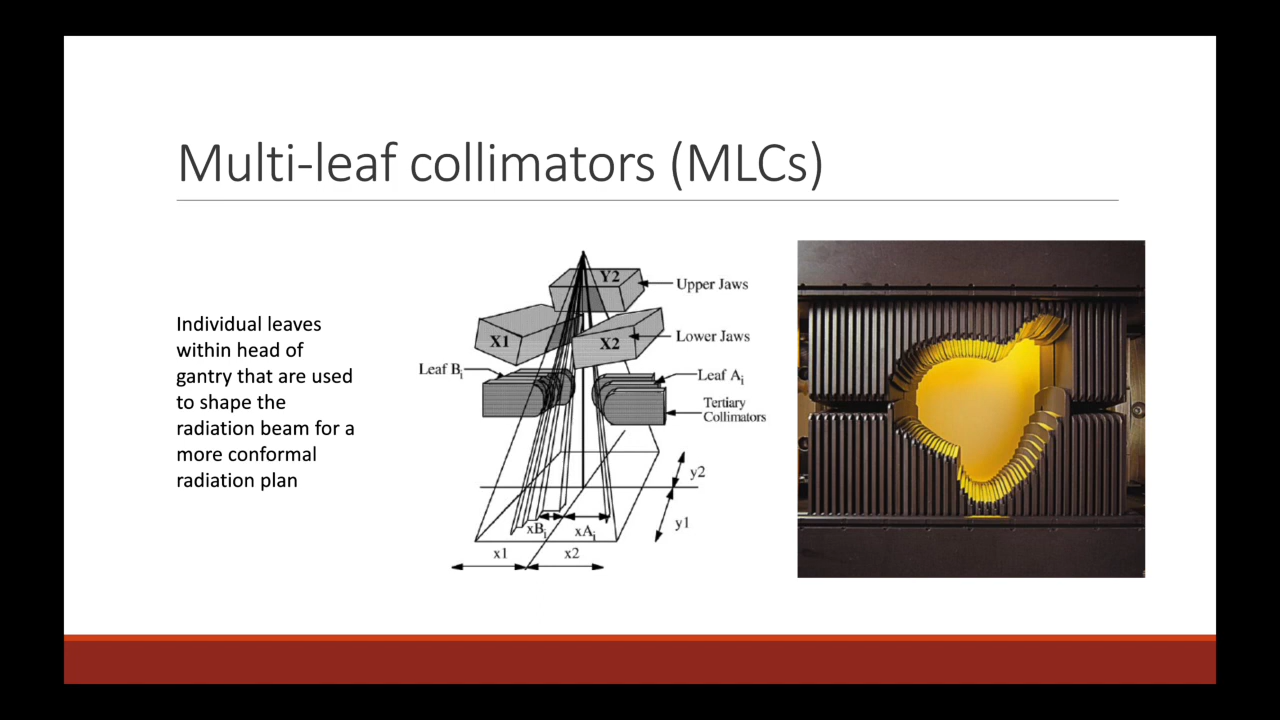 Multi-leaf collimators (MLCs)
Individual leaves
within head of
gantry that are used
to shape the
radiation beam for a
more conformal
radiation plan
Y2
Upper Jaws
X1
X2
Lower Jaws
Leaf Bi
Leaf Ai
Tertiary
Collimators
y2
y1
xBi
xAi
x1
x2